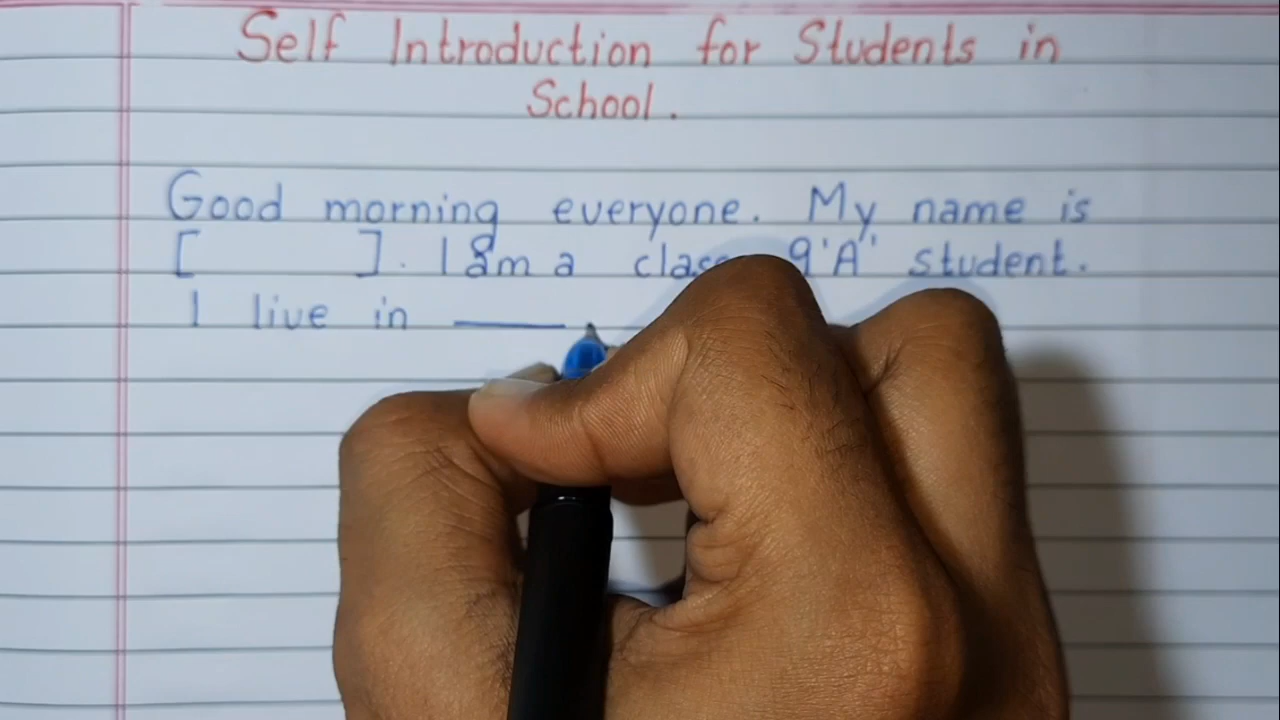 Self Introduction for Students in
School.
Good morning everyone. My name is
[ ]. I am a class 9 'A' student.
I live in ____